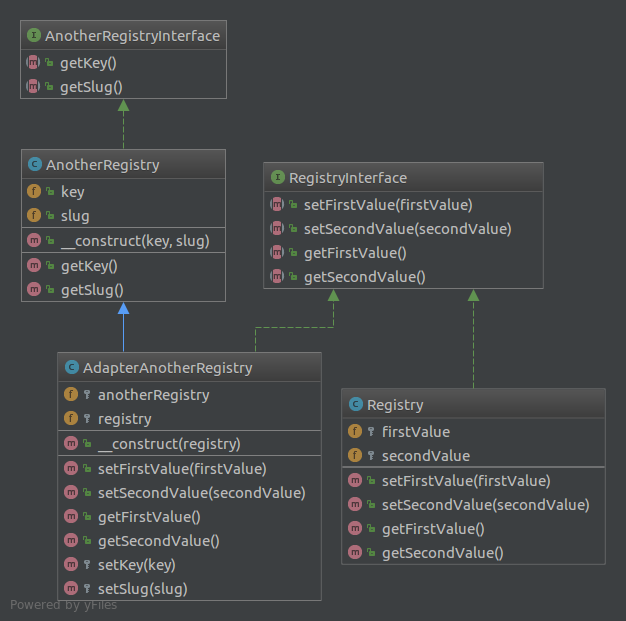 AnotherRegistryInterface
getKey()
getSlug()
AnotherRegistry
key
slug
__construct(key, slug)
getKey()
getSlug()
RegistryInterface
setFirstValue(firstValue)
setSecondValue(secondValue)
getFirstValue()
getSecondValue()
AdapterAnotherRegistry
anotherRegistry
registry
__construct(registry)
setFirstValue(firstValue)
setSecondValue(secondValue)
getFirstValue()
getSecondValue()
setKey(key)
setSlug(slug)
Registry
firstValue
secondValue
setFirstValue(firstValue)
setSecondValue(secondValue)
getFirstValue()
getSecondValue()
Powered by yFiles